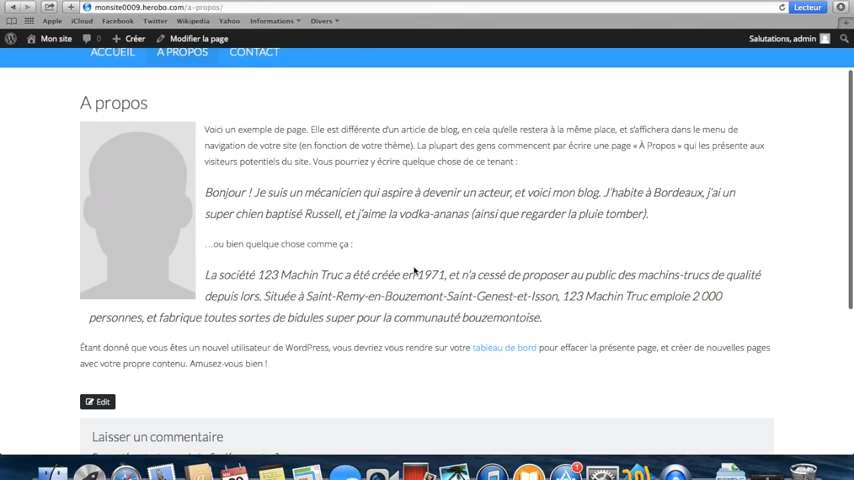 monsite0009.herobo.com/a-propos/
Lecteur
Apple iCloud Facebook Twitter Wikipedia Yahoo Informations Divers
Mon site 0 Créer Modifier la page Salutations, admin
ACCUEIL A PROPOS CONTACT
A propos
Voici un exemple de page. Elle est différente d'un article de blog, en cela qu'elle restera à la même place, et s'affichera dans le menu de
navigation de votre site (en fonction de votre thème). La plupart des gens commencent par écrire une page « À Propos » qui les présente aux
visiteurs potentiels du site. Vous pourriez y écrire quelque chose de ce tenant :
Bonjour ! Je suis un mécanicien qui aspire à devenir un acteur, et voici mon blog. J'habite à Bordeaux, j'ai un
super chien baptisé Russell, et j'aime la vodka-ananas (ainsi que regarder la pluie tomber).
...ou bien quelque chose comme ça :
La société 123 Machin Truc a été créée en 1971, et n'a cessé de proposer au public des machins-trucs de qualité
depuis lors. Située à Saint-Remy-en-Bouzemont-Saint-Genest-et-Isson, 123 Machin Truc emploie 2 000
personnes, et fabrique toutes sortes de bidules super pour la communauté bouzemontoise.
Étant donné que vous êtes un nouvel utilisateur de WordPress, vous devriez vous rendre sur votre tableau de bord pour effacer la présente page, et créer de nouvelles pages
avec votre propre contenu. Amusez-vous bien !
Edit
Laisser un commentaire